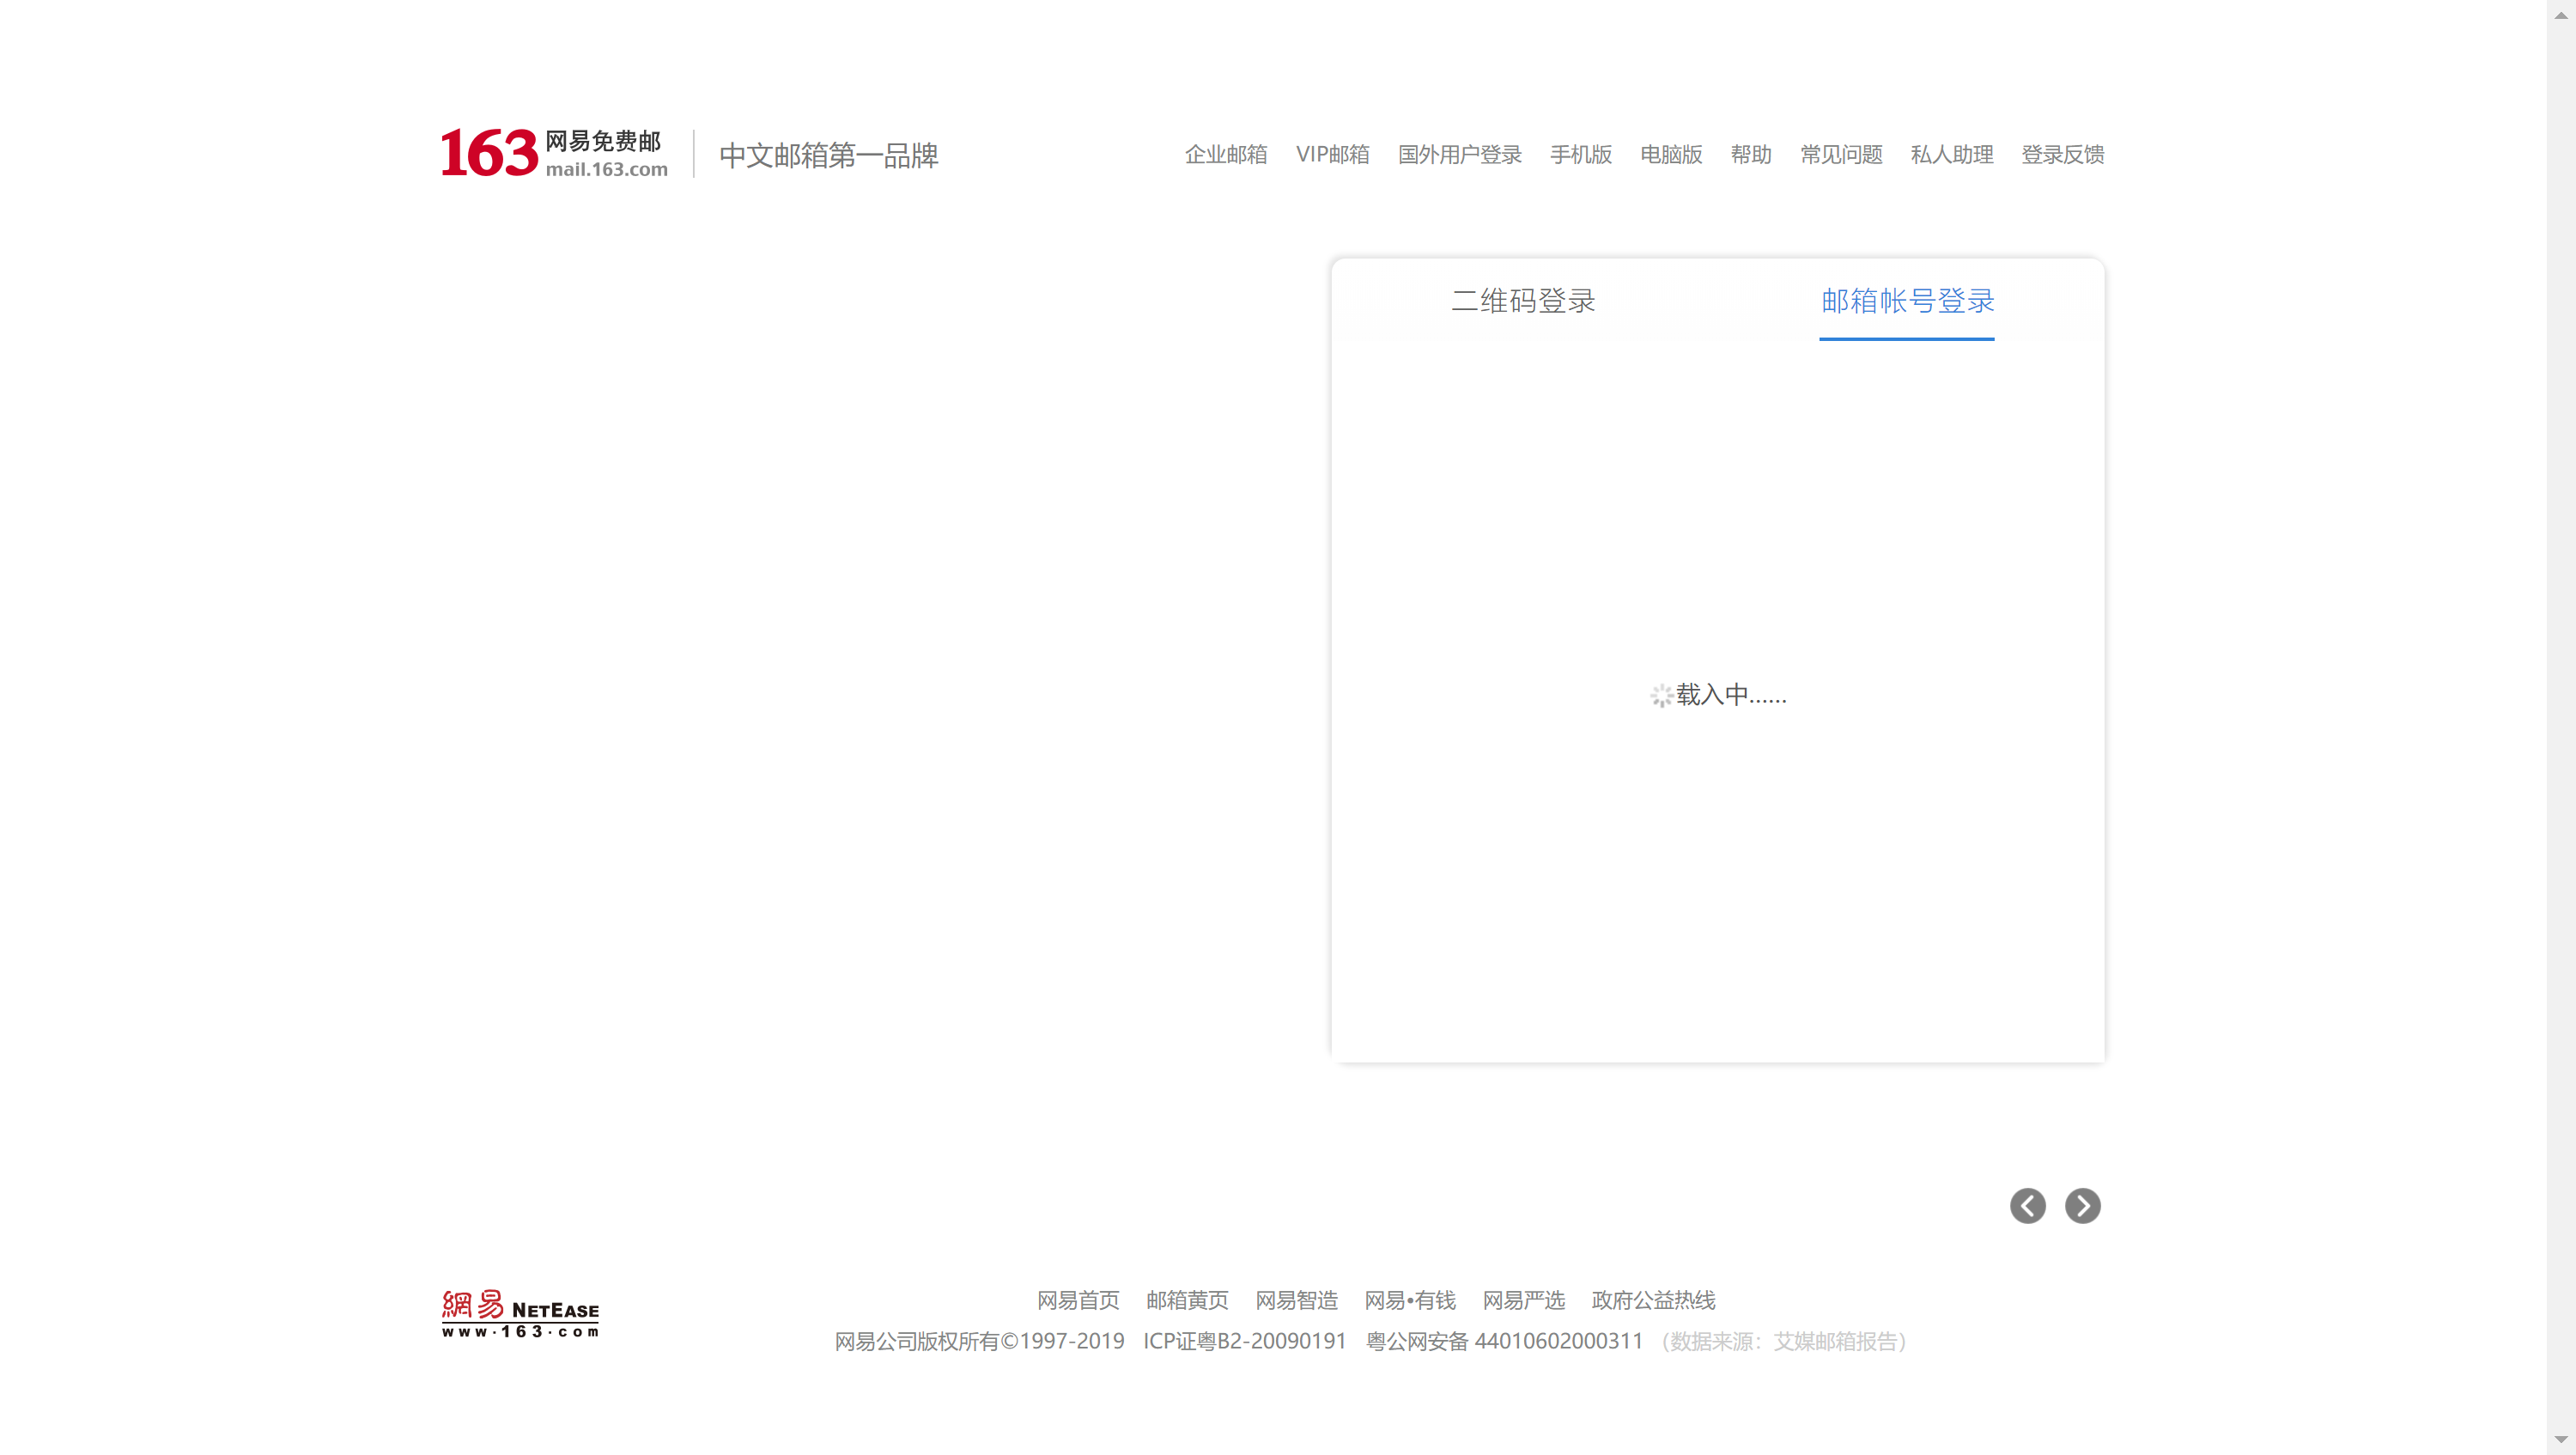 163 网易免费邮
mail.163.com
中文邮箱第一品牌
企业邮箱 VIP邮箱 国外用户登录 手机版 电脑版 帮助 常见问题 私人助理 登录反馈
二维码登录 邮箱帐号登录
载入中......
網易 NETEASE
www.163.com
网易首页 邮箱黄页 网易智造 网易•有钱 网易严选 政府公益热线
网易公司版权所有©1997-2019 ICP证粤B2-20090191 粤公网安备 44010602000311 （数据来源：艾媒邮箱报告）